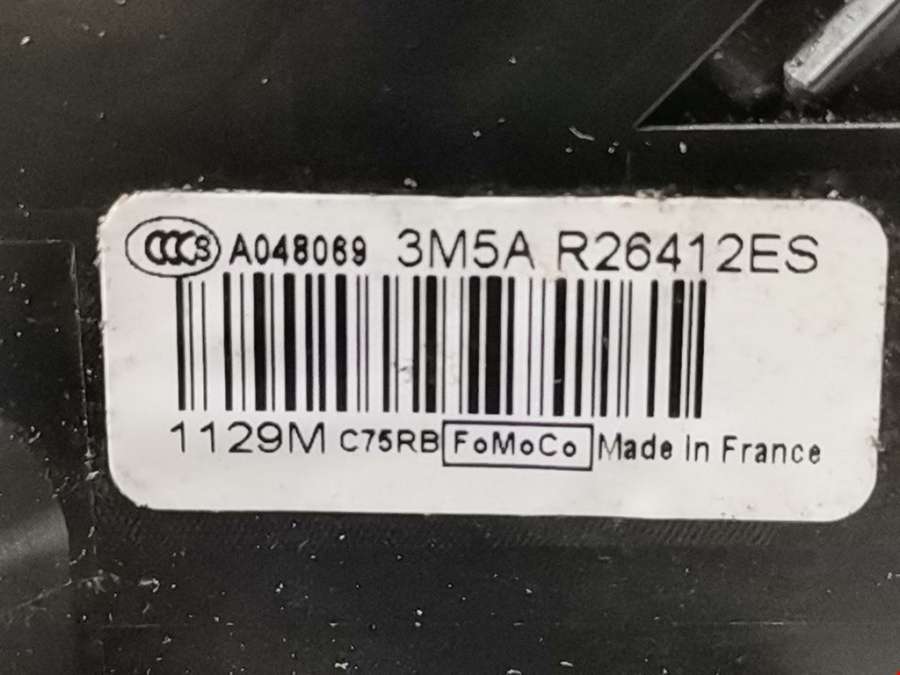 CCCS A048069 3M5A R26412ES
1129M C75RB FoMoCo Made In France